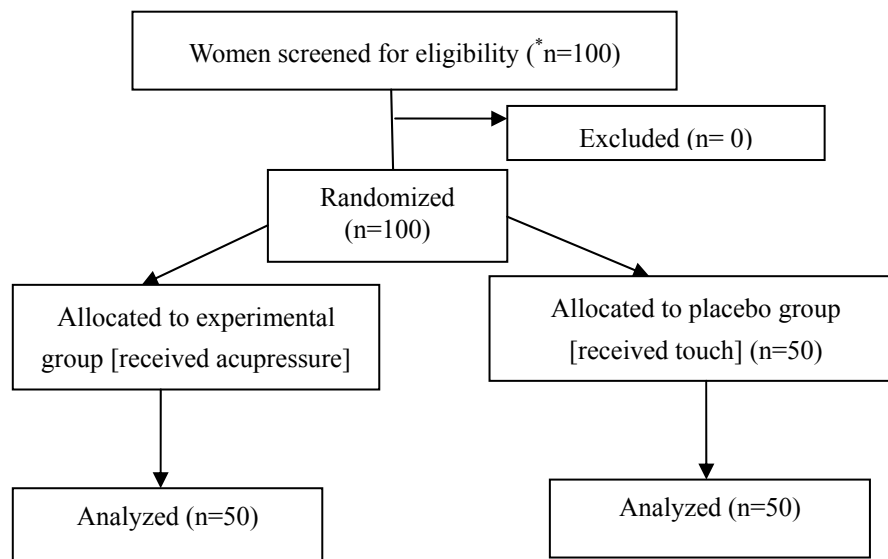 Women screened for eligibility (*n=100)
Excluded (n= 0)
Randomized
(n=100)
Allocated to experimental
group [received acupressure]
Allocated to placebo group
[received touch] (n=50)
Analyzed (n=50)
Analyzed (n=50)